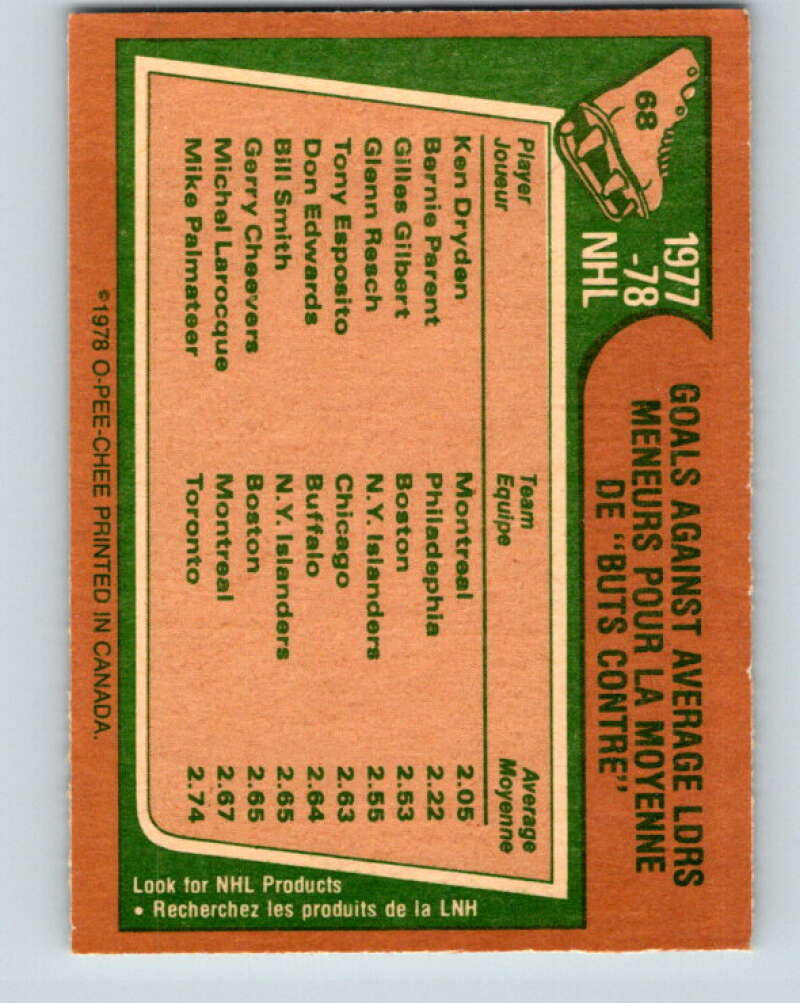 68
1977
-78
NHL
GOALS AGAINST AVERAGE LDRS
MENEURS POUR LA MOYENNE
DE "BUTS CONTRE"
Player Team Average
Joueur Equipe Moyenne
Ken Dryden Montreal 2.05
Bernie Parent Philadephia 2.22
Gilles Gilbert Boston 2.53
Glenn Resch N.Y. Islanders 2.55
Tony Esposito Chicago 2.63
Don Edwards Buffalo 2.64
Bill Smith N.Y. Islanders 2.65
Gerry Cheevers Boston 2.65
Michel Larocque Montreal 2.67
Mike Palmateer Toronto 2.74
Look for NHL Products
• Recherchez les produits de la LNH
©1978 O-PEE-CHEE PRINTED IN CANADA.